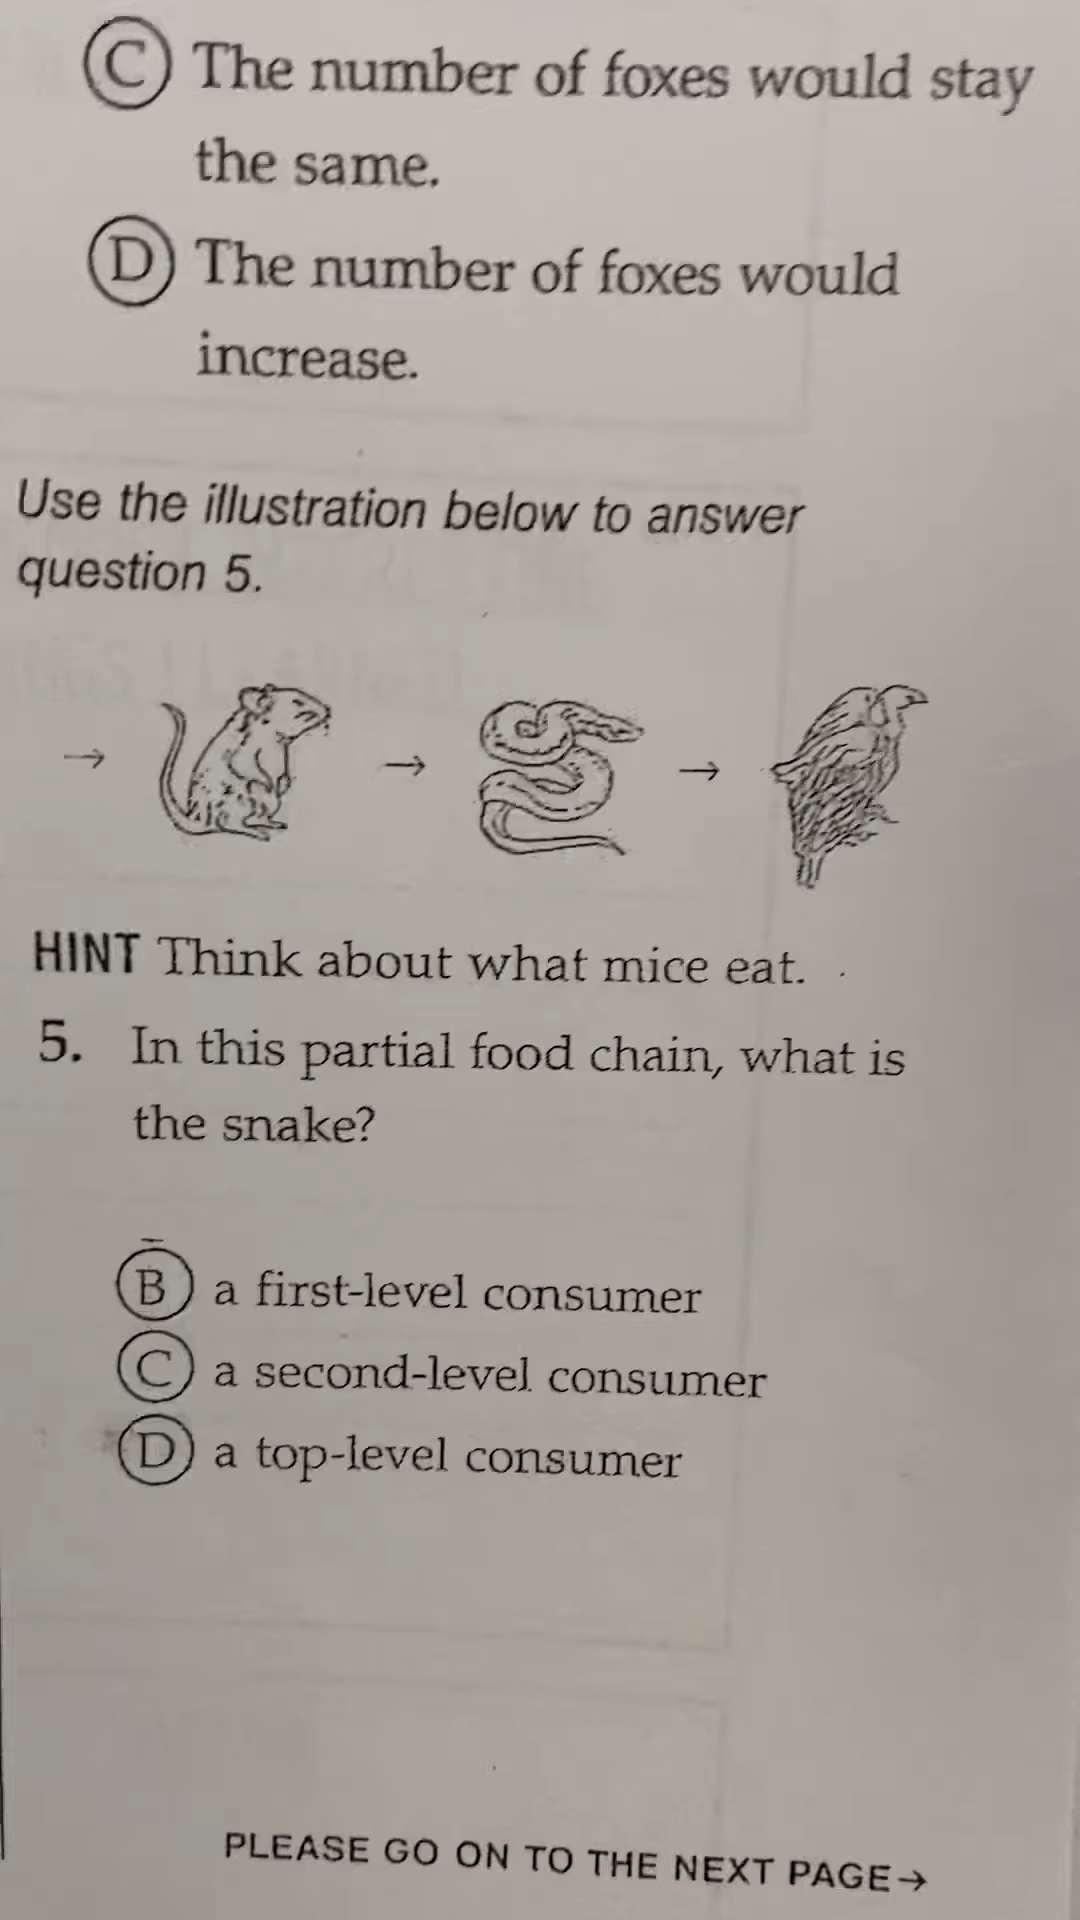 C The number of foxes would stay
the same.
D The number of foxes would
increase.
Use the illustration below to answer
question 5.
→ → →
HINT Think about what mice eat.
5. In this partial food chain, what is
the snake?
B a first-level consumer
C a second-level consumer
D a top-level consumer
PLEASE GO ON TO THE NEXT PAGE→